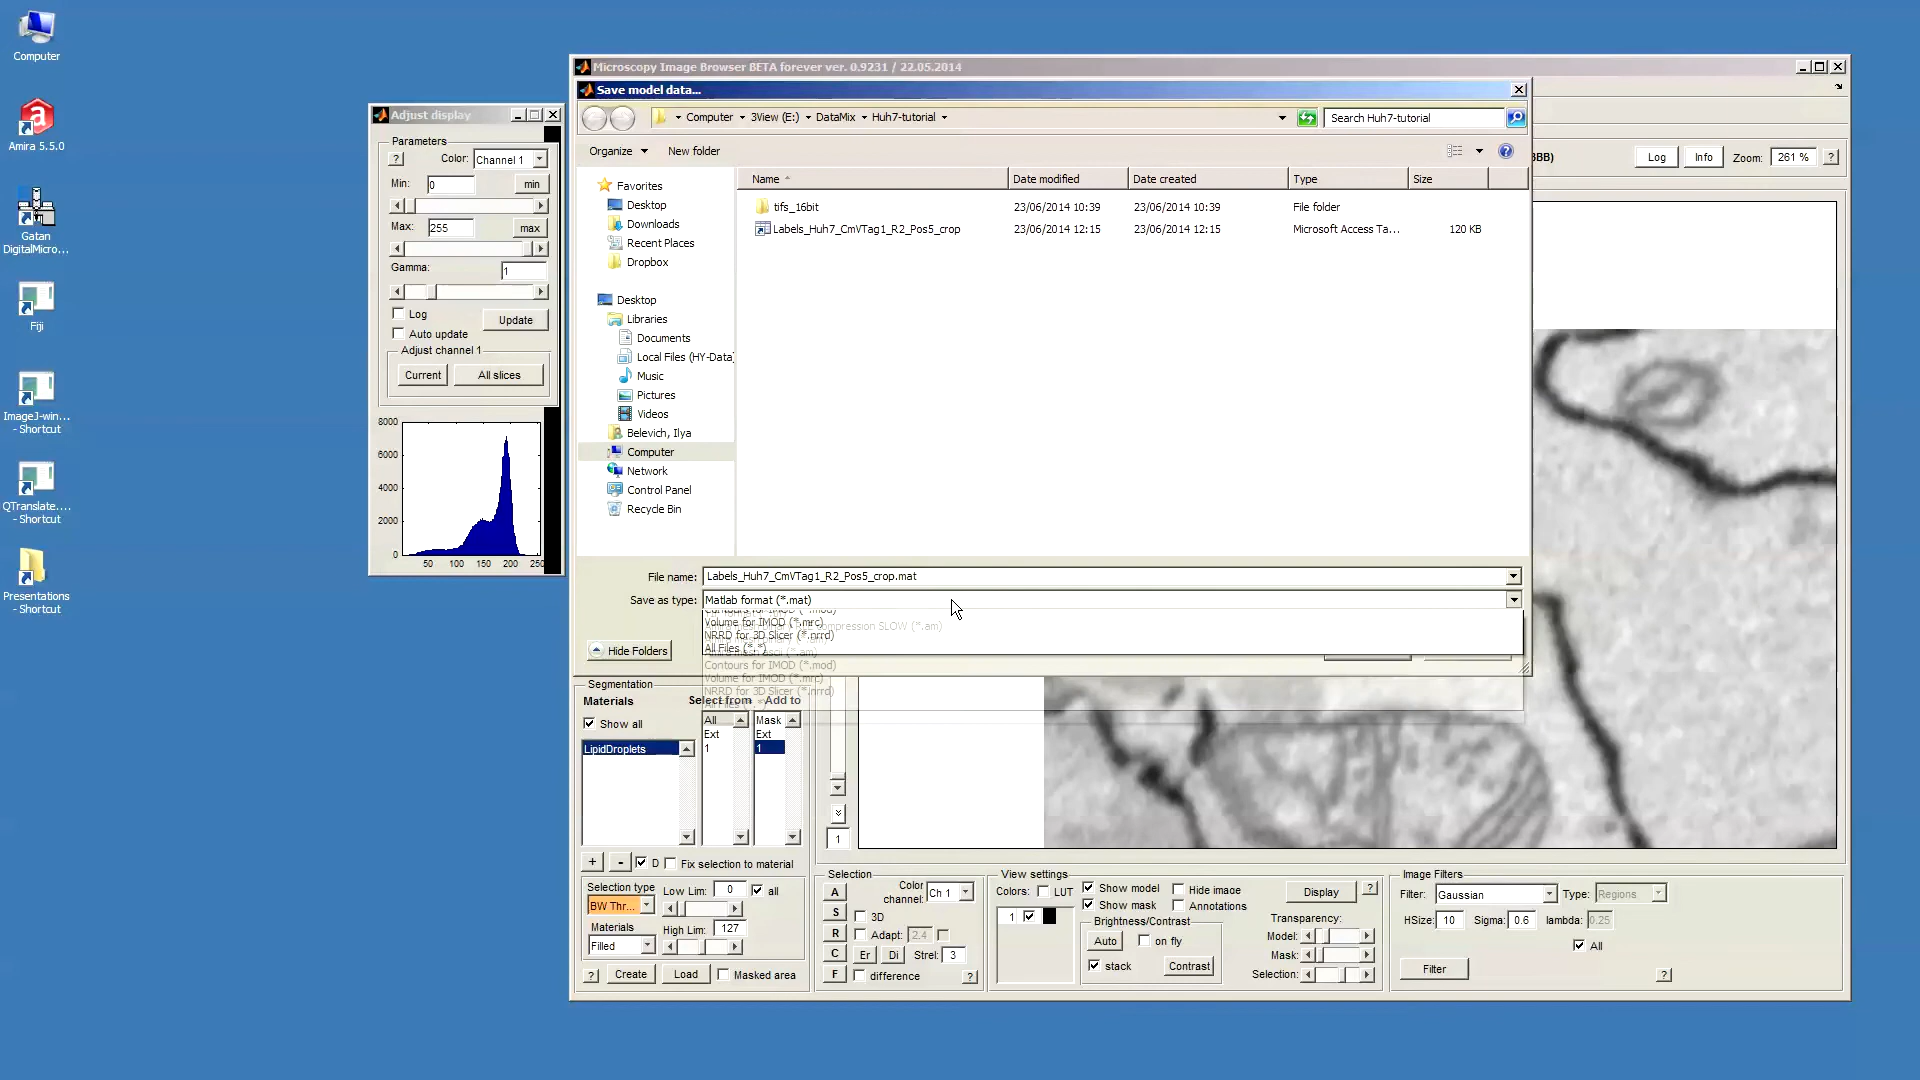 Computer
Amira 5.5.0
Gatan
DigitalMicro...
Fiji
ImageJ-win...
- Shortcut
QTranslate....
- Shortcut
Presentations
- Shortcut
Adjust display
Parameters
?
Color:
Channel 1
Min:
0
min
Max:
255
max
Gamma:
1
Log
Update
Auto update
Adjust channel 1
Current
All slices
8000
6000
4000
2000
0
50 100 150 200 250
Microscopy Image Browser BETA forever ver. 0.9231 / 22.05.2014
Save model data...
Computer
3View (E:)
DataMix
Huh7-tutorial
Search Huh7-tutorial
Organize
New folder
BB)
Log
Info
Zoom:
261 %
?
Name
Date modified
Date created
Type
Size
tifs_16bit
23/06/2014 10:39
23/06/2014 10:39
File folder
Labels_Huh7_CmVTag1_R2_Pos5_crop
23/06/2014 12:15
23/06/2014 12:15
Microsoft Access Ta...
120 KB
Favorites
Desktop
Downloads
Recent Places
Dropbox
Desktop
Libraries
Documents
Local Files (HY-Data)
Music
Pictures
Videos
Belevich, Ilya
Computer
Network
Control Panel
Recycle Bin
File name:
Labels_Huh7_CmVTag1_R2_Pos5_crop.mat
Save as type:
Matlab format (*.mat)
Contours for IMOD (*.mod)
Volume for IMOD (*.mrc)
compression SLOW (*.am)
NRRD for 3D Slicer (*.nrrd)
All Files (*.*)
Contours for IMOD (*.mod)
Volume for IMOD (*.mrc)
NRRD for 3D Slicer (*.nrrd)
Hide Folders
Segmentation
Materials
Select from
Add to
Show all
LipidDroplets
All
Ext
1
Mask
Ext
1
1
+
-
D
Fix selection to material
Selection type
BW Thr...
Low Lim:
0
all
Materials
Filled
High Lim:
127
?
Create
Load
Masked area
Selection
A
S
R
C
F
Color
channel:
Ch 1
3D
Adapt:
2.4
Er
Di
Strel:
3
difference
?
View settings
Colors:
LUT
1
Show model
Show mask
Hide image
Annotations
Display
?
Brightness/Contrast
Auto
on fly
stack
Contrast
Transparency:
Model:
Mask:
Selection:
Image Filters
Filter:
Gaussian
Type:
Regions
HSize:
10
Sigma:
0.6
lambda:
0.25
All
Filter
?